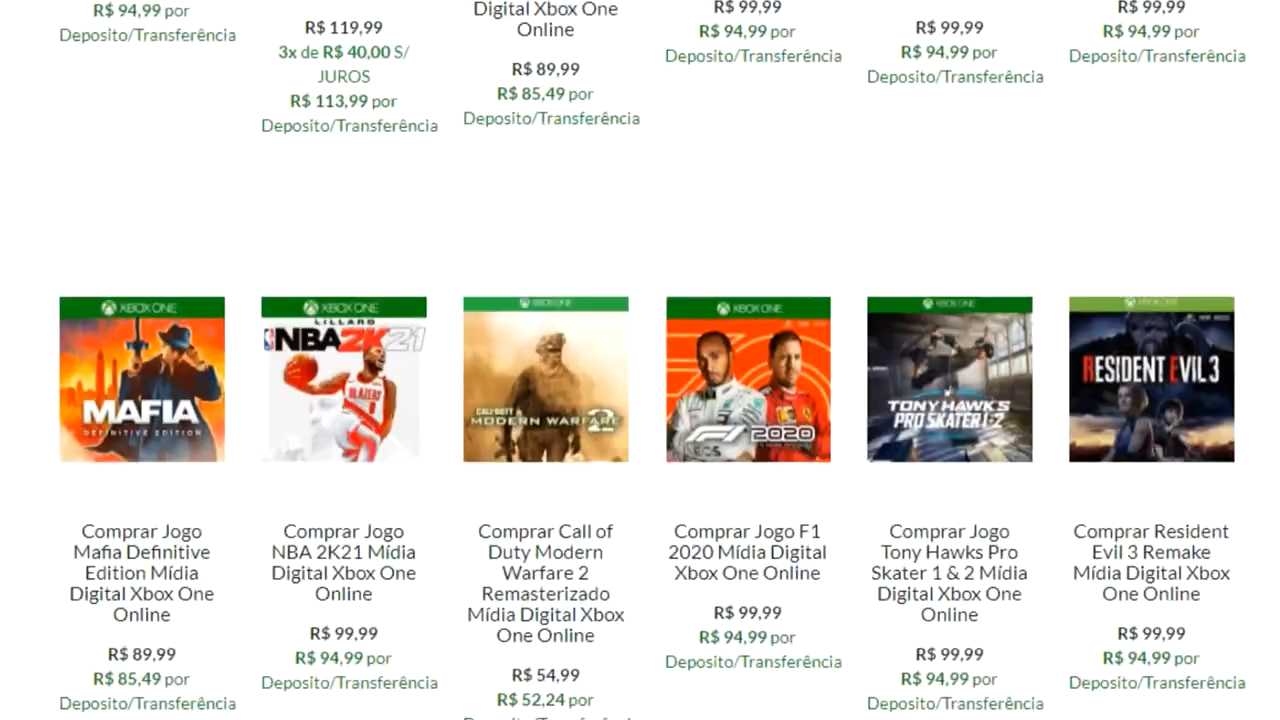 R$ 94,99 por
Deposito/Transferência
R$ 119,99
3x de R$ 40,00 S/
JUROS
R$ 113,99 por
Deposito/Transferência
Digital Xbox One
Online
R$ 89,99
R$ 85,49 por
Deposito/Transferência
R$ 99,99
R$ 94,99 por
Deposito/Transferência
R$ 99,99
R$ 94,99 por
Deposito/Transferência
R$ 99,99
R$ 94,99 por
Deposito/Transferência
XBOX ONE
MAFIA
DEFINITIVE EDITION
XBOX ONE
LILLARD
NBA 2K21
BLAZERS
XBOX ONE
CALL OF DUTY
MODERN WARFARE
2
XBOX ONE
F1 2020
XBOX ONE
TONY HAWK'S
PRO SKATER 1+2
XBOX ONE
RESIDENT EVIL 3
Comprar Jogo
Mafia Definitive
Edition Mídia
Digital Xbox One
Online
R$ 89,99
R$ 85,49 por
Deposito/Transferência
Comprar Jogo
NBA 2K21 Mídia
Digital Xbox One
Online
R$ 99,99
R$ 94,99 por
Deposito/Transferência
Comprar Call of
Duty Modern
Warfare 2
Remasterizado
Mídia Digital Xbox
One Online
R$ 54,99
R$ 52,24 por
Comprar Jogo F1
2020 Mídia Digital
Xbox One Online
R$ 99,99
R$ 94,99 por
Deposito/Transferência
Comprar Jogo
Tony Hawks Pro
Skater 1 & 2 Mídia
Digital Xbox One
Online
R$ 99,99
R$ 94,99 por
Deposito/Transferência
Comprar Resident
Evil 3 Remake
Mídia Digital Xbox
One Online
R$ 99,99
R$ 94,99 por
Deposito/Transferência